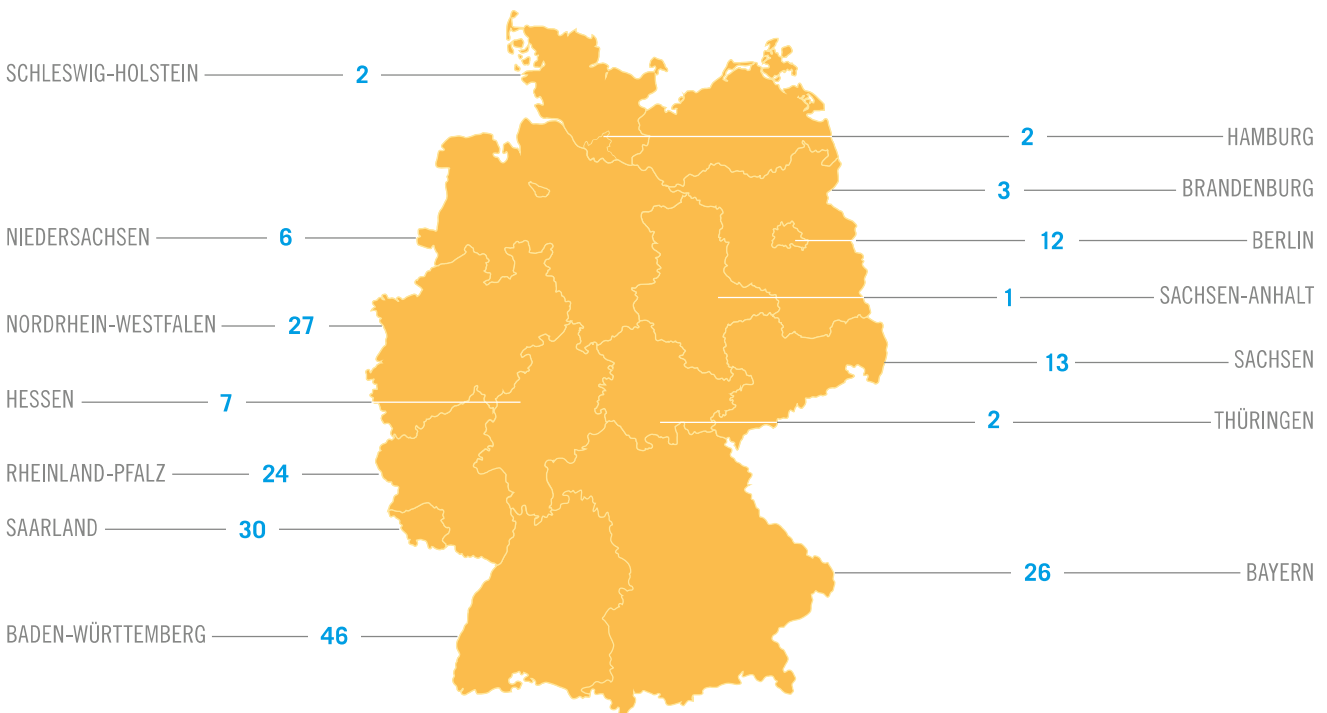 SCHLESWIG-HOLSTEIN 2
2 HAMBURG
3 BRANDENBURG
NIEDERSACHSEN 6
12 BERLIN
1 SACHSEN-ANHALT
NORDRHEIN-WESTFALEN 27
13 SACHSEN
HESSEN 7
2 THÜRINGEN
RHEINLAND-PFALZ 24
SAARLAND 30
26 BAYERN
BADEN-WÜRTTEMBERG 46